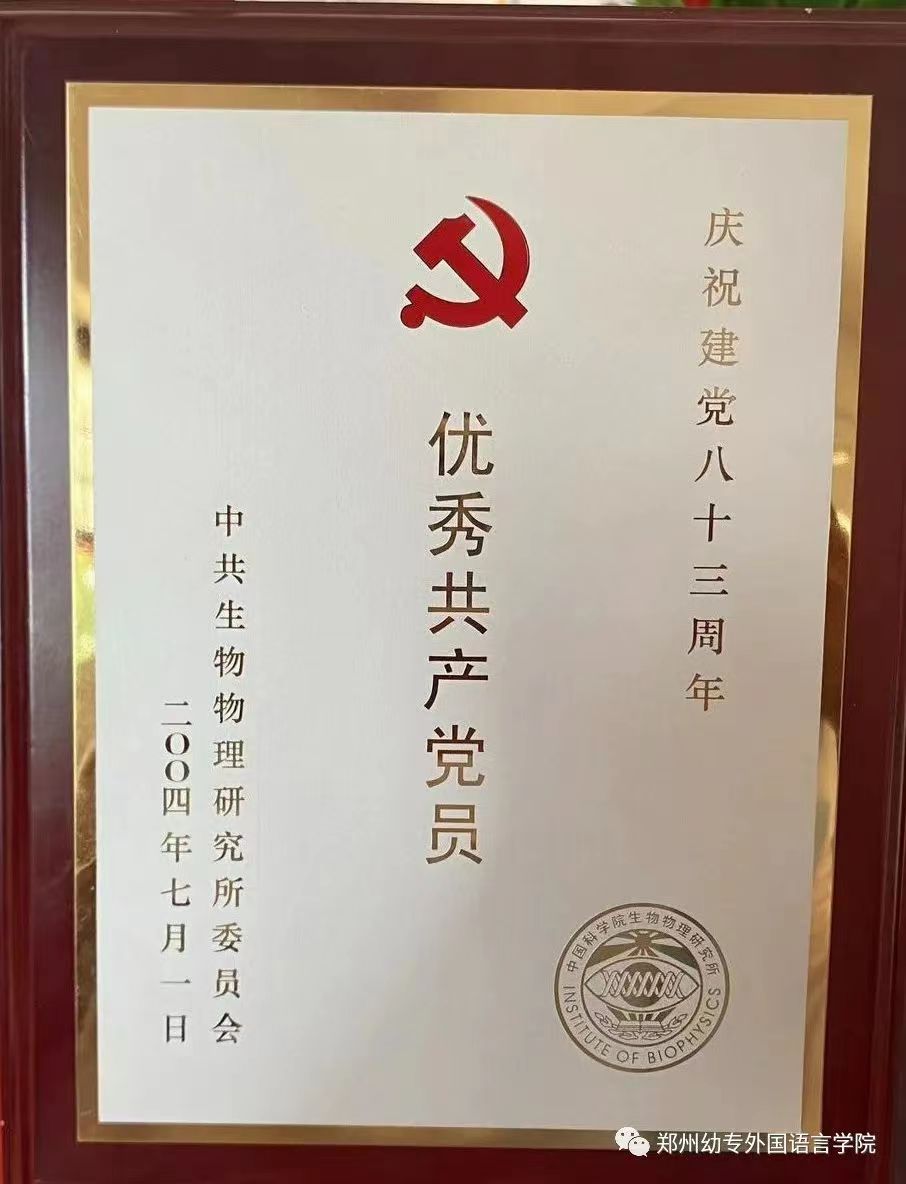 庆祝建党八十三周年
优秀共产党员
中共生物物理研究所委员会
二〇〇四年七月一日
中国科学院生物物理研究所
INSTITUTE OF BIOPHYSICS
郑州幼专外国语言学院